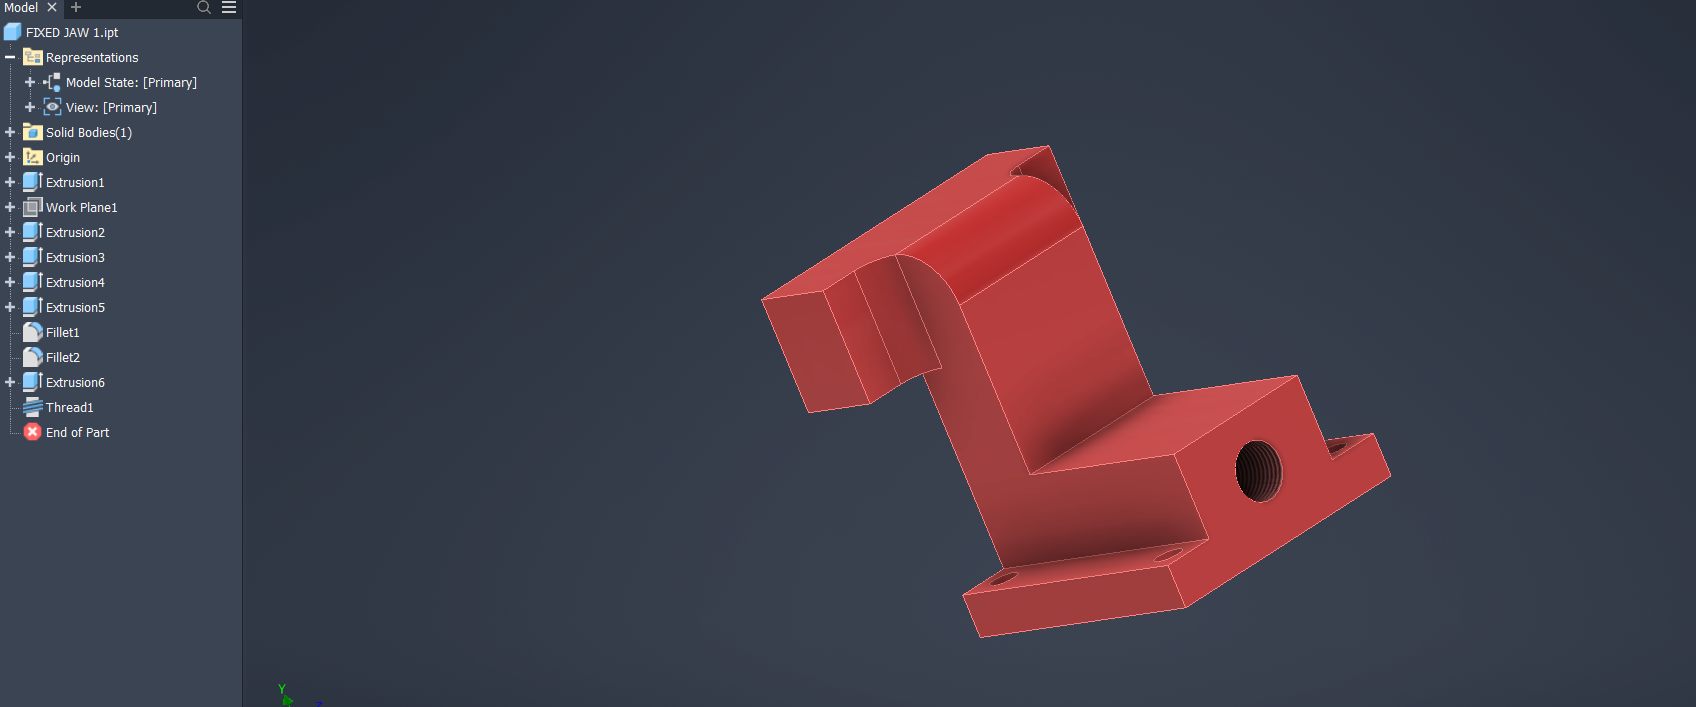 Model
FIXED JAW 1.ipt
Representations
Model State: [Primary]
View: [Primary]
Solid Bodies(1)
Origin
Extrusion1
Work Plane1
Extrusion2
Extrusion3
Extrusion4
Extrusion5
Fillet1
Fillet2
Extrusion6
Thread1
End of Part
Y